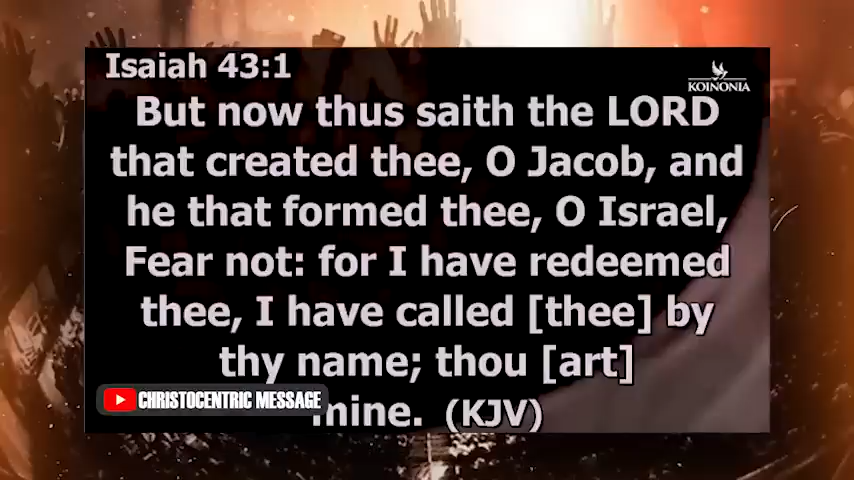 Isaiah 43:1
KOINONIA
But now thus saith the LORD
that created thee, O Jacob, and
he that formed thee, O Israel,
Fear not: for I have redeemed
thee, I have called [thee] by
thy name; thou [art]
mine. (KJV)
CHRISTOCENTRIC MESSAGE